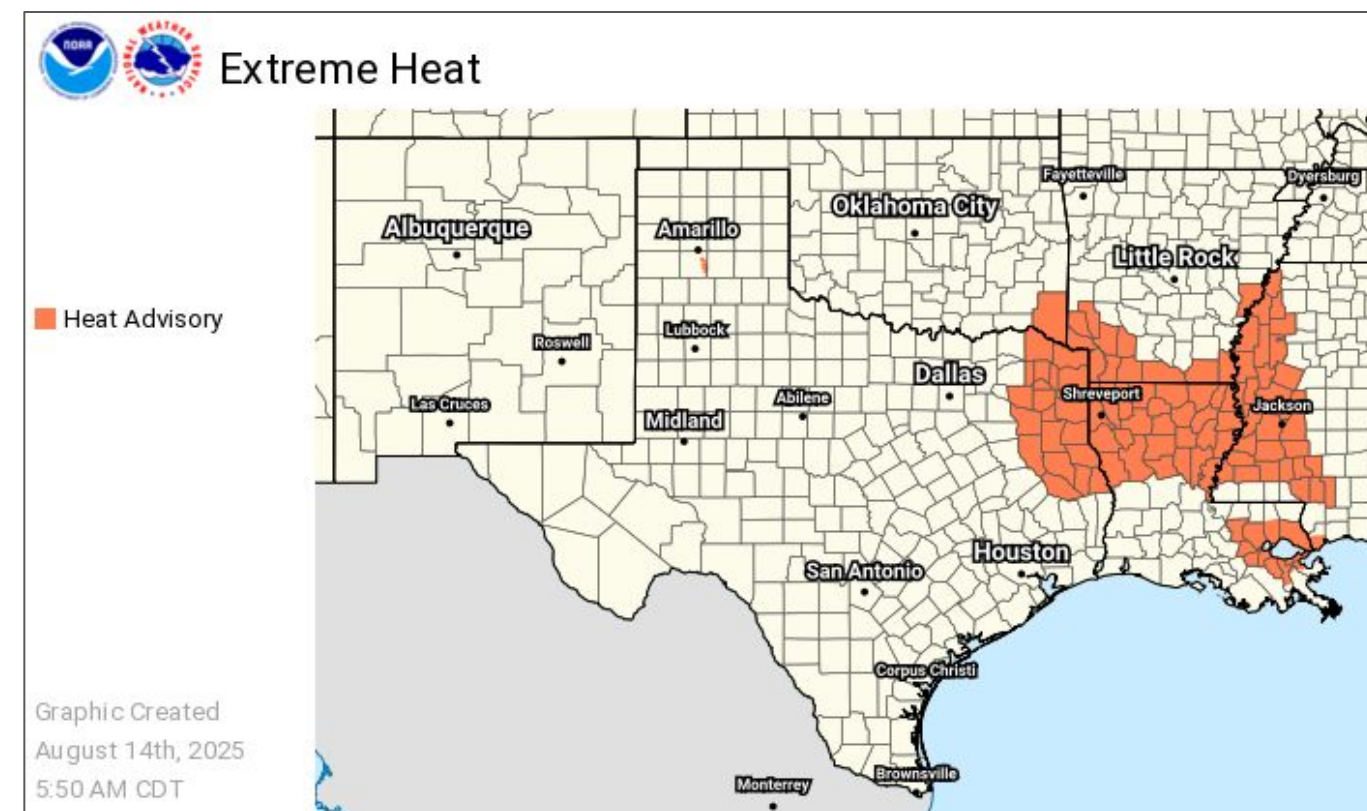 NOAA
NATIONAL WEATHER SERVICE
Extreme Heat
Fayetteville
Dyersburg
Oklahoma City
Albuquerque
Amarillo
Little Rock
Heat Advisory
Lubbock
Roswell
Dallas
Shreveport
Abilene
Las Cruces
Jackson
Midland
Houston
San Antonio
Corpus Christi
Graphic Created
August 14th, 2025
5:50 AM CDT
Brownsville
Monterrey